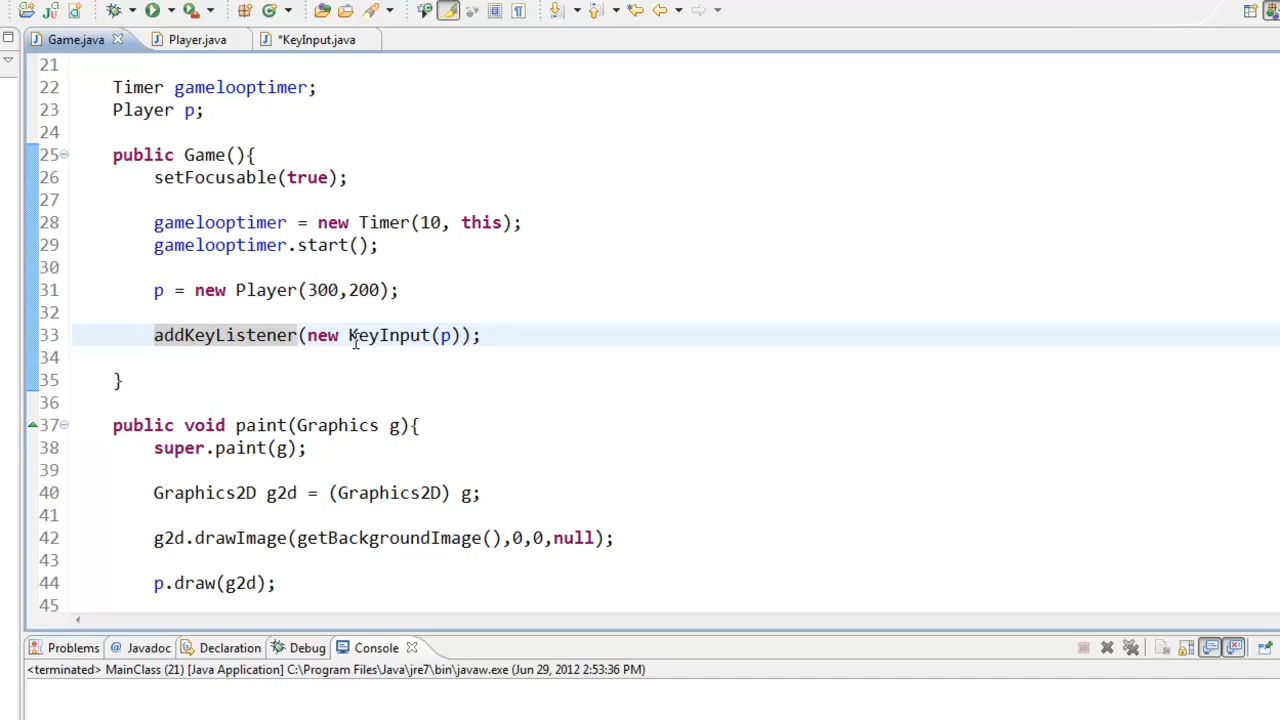 Game.java
Player.java
*KeyInput.java
21
22 Timer gamelooptimer;
23 Player p;
24
25 public Game(){
26 setFocusable(true);
27
28 gamelooptimer = new Timer(10, this);
29 gamelooptimer.start();
30
31 p = new Player(300,200);
32
33 addKeyListener(new KeyInput(p));
34
35 }
36
37 public void paint(Graphics g){
38 super.paint(g);
39
40 Graphics2D g2d = (Graphics2D) g;
41
42 g2d.drawImage(getBackgroundImage(),0,0,null);
43
44 p.draw(g2d);
45
Problems @ Javadoc Declaration Debug Console
<terminated> MainClass (21) [Java Application] C:\Program Files\Java\jre7\bin\javaw.exe (Jun 29, 2012 2:53:36 PM)